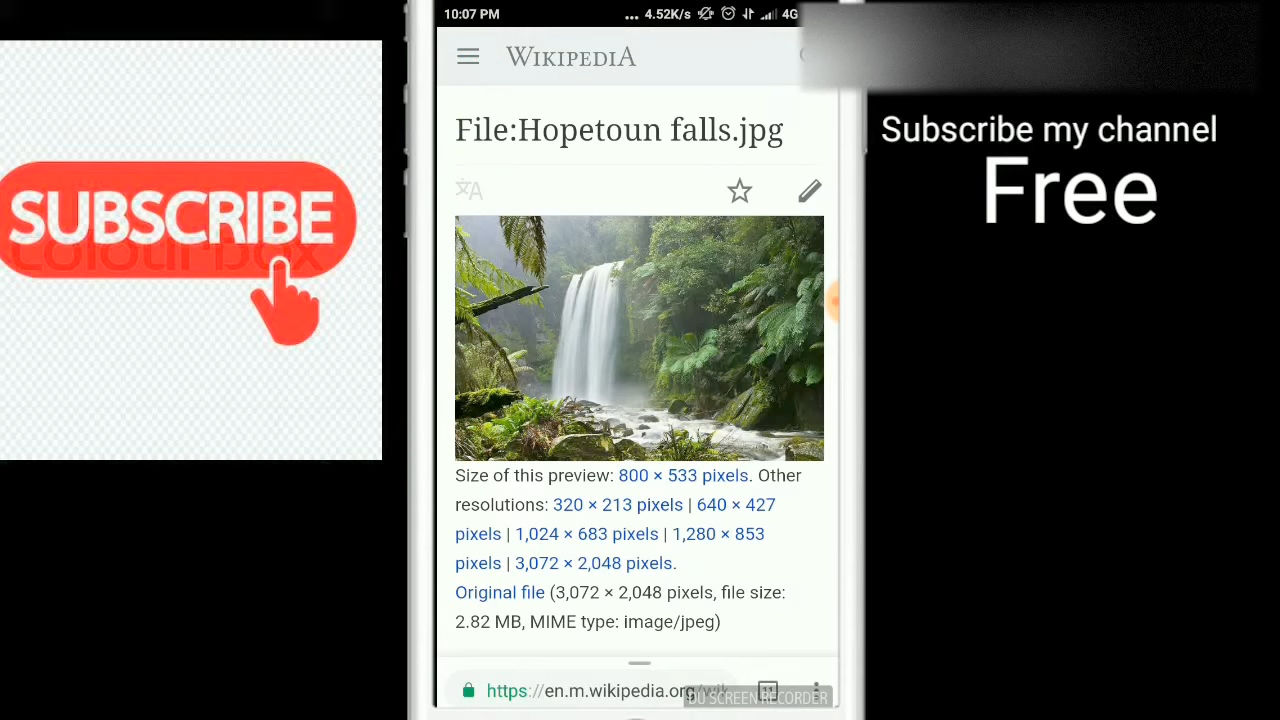 10:07 PM
... 4.52K/s
4G
WIKIPEDIA
File:Hopetoun falls.jpg
Size of this preview: 800 × 533 pixels. Other
resolutions: 320 × 213 pixels | 640 × 427
pixels | 1,024 × 683 pixels | 1,280 × 853
pixels | 3,072 × 2,048 pixels.
Original file (3,072 × 2,048 pixels, file size:
2.82 MB, MIME type: image/jpeg)
https://en.m.wikipedia.org/wik
11
DU SCREEN RECORDER
SUBSCRIBE
colourbox
Subscribe my channel
Free